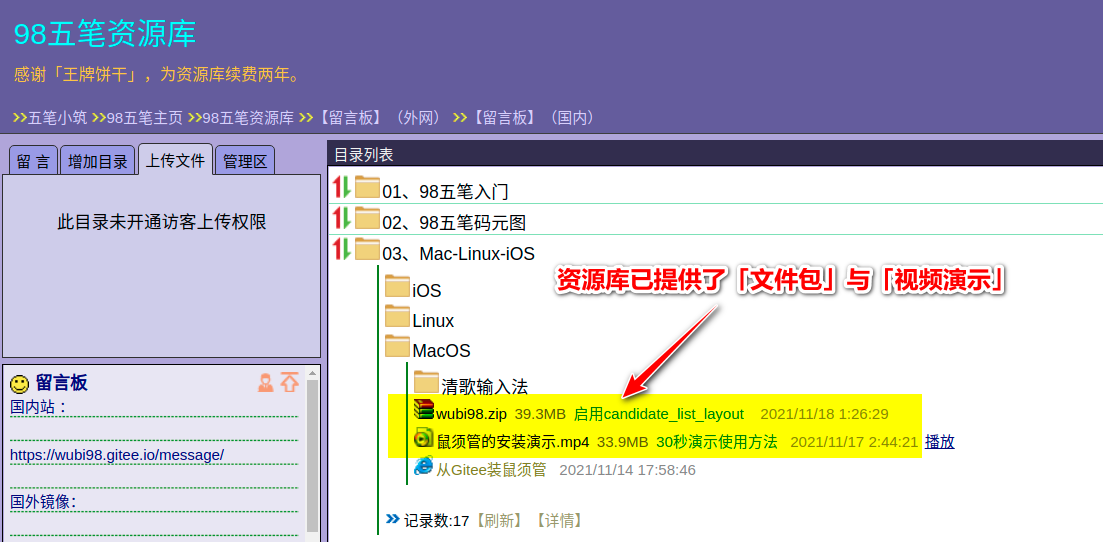 98五笔资源库
感谢「王牌饼干」，为资源库续费两年。
>>五笔小筑 >>98五笔主页 >>98五笔资源库 >>【留言板】（外网） >>【留言板】（国内）
留 言 增加目录 上传文件 管理区
此目录未开通访客上传权限
留言板
国内站：
https://wubi98.gitee.io/message/
国外镜像:
目录列表
01、98五笔入门
02、98五笔码元图
03、Mac-Linux-iOS
资源库已提供了「文件包」与「视频演示」
iOS
Linux
MacOS
清歌输入法
wubi98.zip 39.3MB 启用candidate_list_layout 2021/11/18 1:26:29
鼠须管的安装演示.mp4 33.9MB 30秒演示使用方法 2021/11/17 2:44:21 播放
从Gitee装鼠须管 2021/11/14 17:58:46
记录数:17【刷新】【详情】